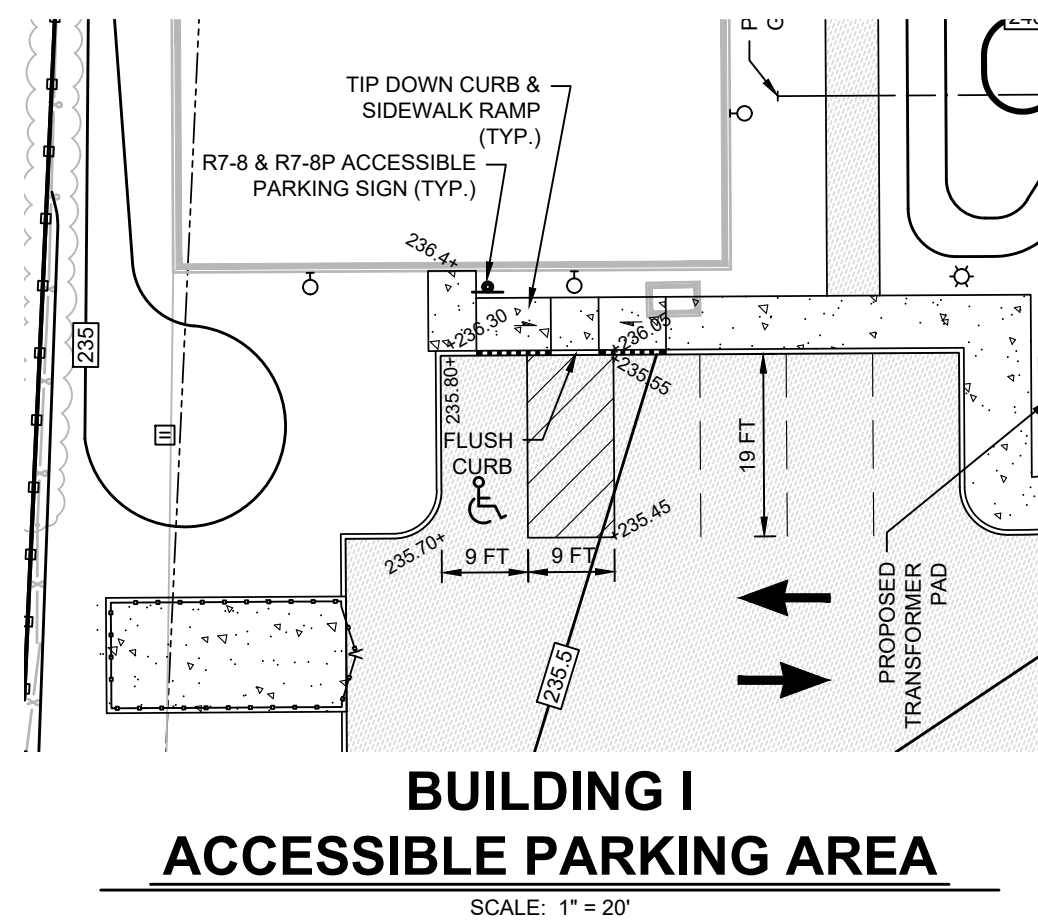 TIP DOWN CURB &
SIDEWALK RAMP
(TYP.)
R7-8 & R7-8P ACCESSIBLE
PARKING SIGN (TYP.)
236.4+
+236.30
+236.05
235.80+
+235.55
235
FLUSH
CURB
19 FT
+235.45
235.70+
9 FT
9 FT
235.5
PROPOSED
TRANSFORMER
PAD
BUILDING I
ACCESSIBLE PARKING AREA
SCALE: 1" = 20'